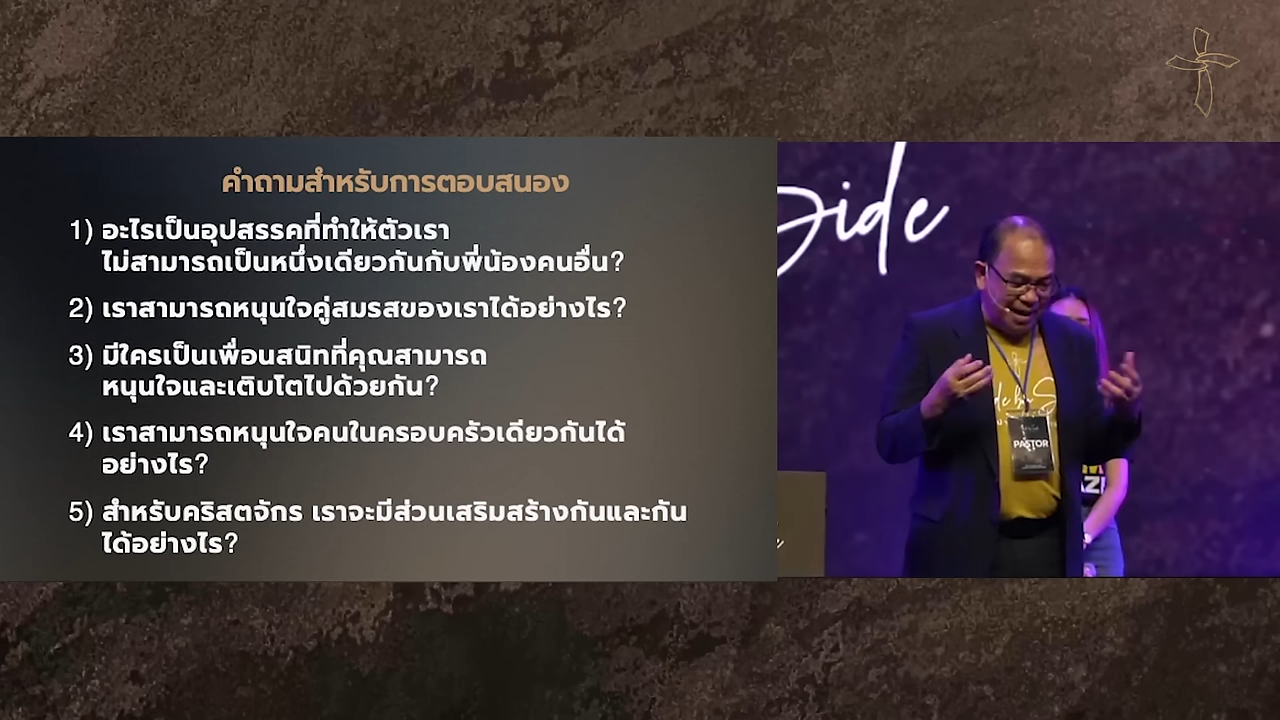 คำถามสำหรับการตอบสนอง
1) อะไรเป็นอุปสรรคที่ทำให้ตัวเรา
ไม่สามารถเป็นหนึ่งเดียวกันกับพี่น้องคนอื่น?
2) เราสามารถหนุนใจคู่สมรสของเราได้อย่างไร?
3) มีใครเป็นเพื่อนสนิทที่คุณสามารถ
หนุนใจและเติบโตไปด้วยกัน?
4) เราสามารถหนุนใจคนในครอบครัวเดียวกันได้
อย่างไร?
5) สำหรับคริสตจักร เราจะมีส่วนเสริมสร้างกันและกัน
ได้อย่างไร?
Side
PASTOR